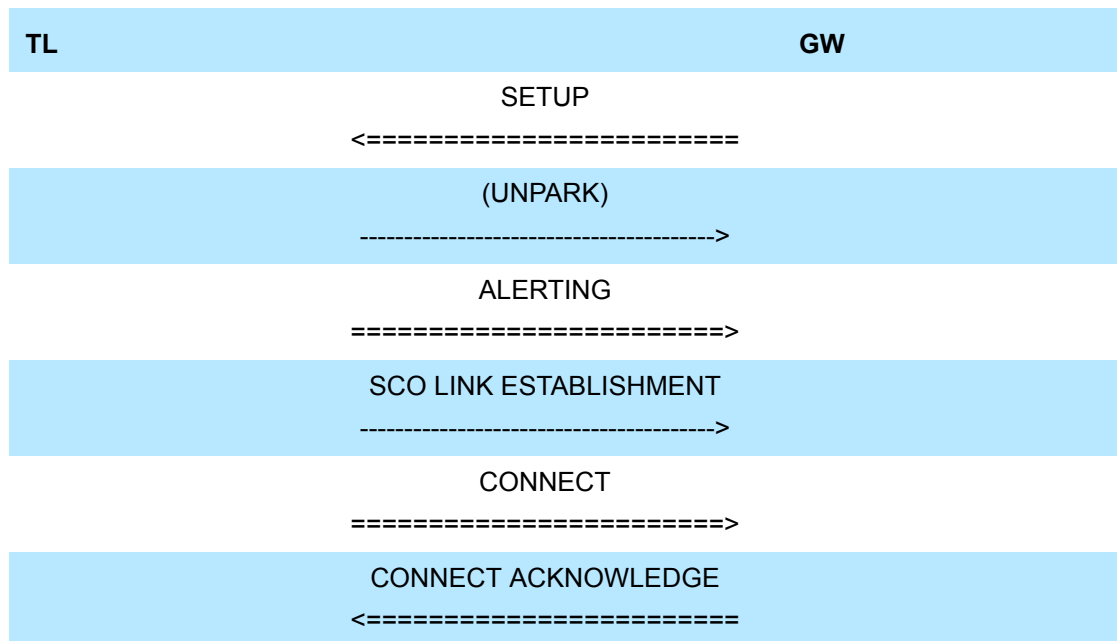 TL GW
SETUP
<========================
(UNPARK)
---------------------------------------->
ALERTING
========================>
SCO LINK ESTABLISHMENT
---------------------------------------->
CONNECT
========================>
CONNECT ACKNOWLEDGE
<========================